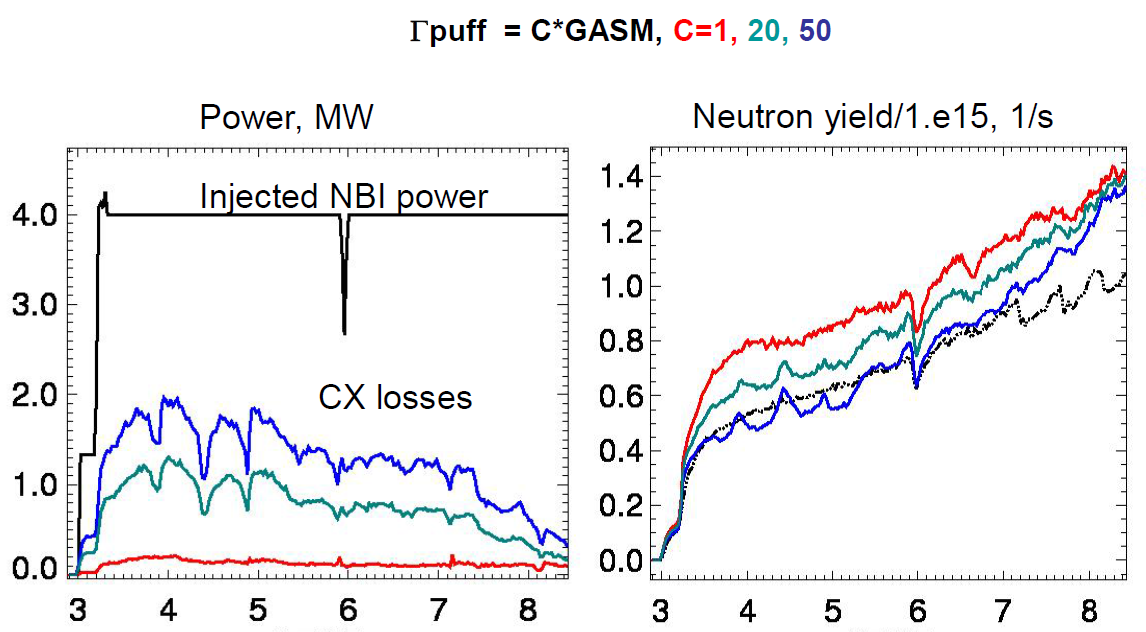 Γpuff = C*GASM, C=1, 20, 50
Power, MW
Neutron yield/1.e15, 1/s
Injected NBI power
CX losses
4.0
3.0
2.0
1.0
0.0
3 4 5 6 7 8
1.4
1.2
1.0
0.8
0.6
0.4
0.2
0.0
3 4 5 6 7 8